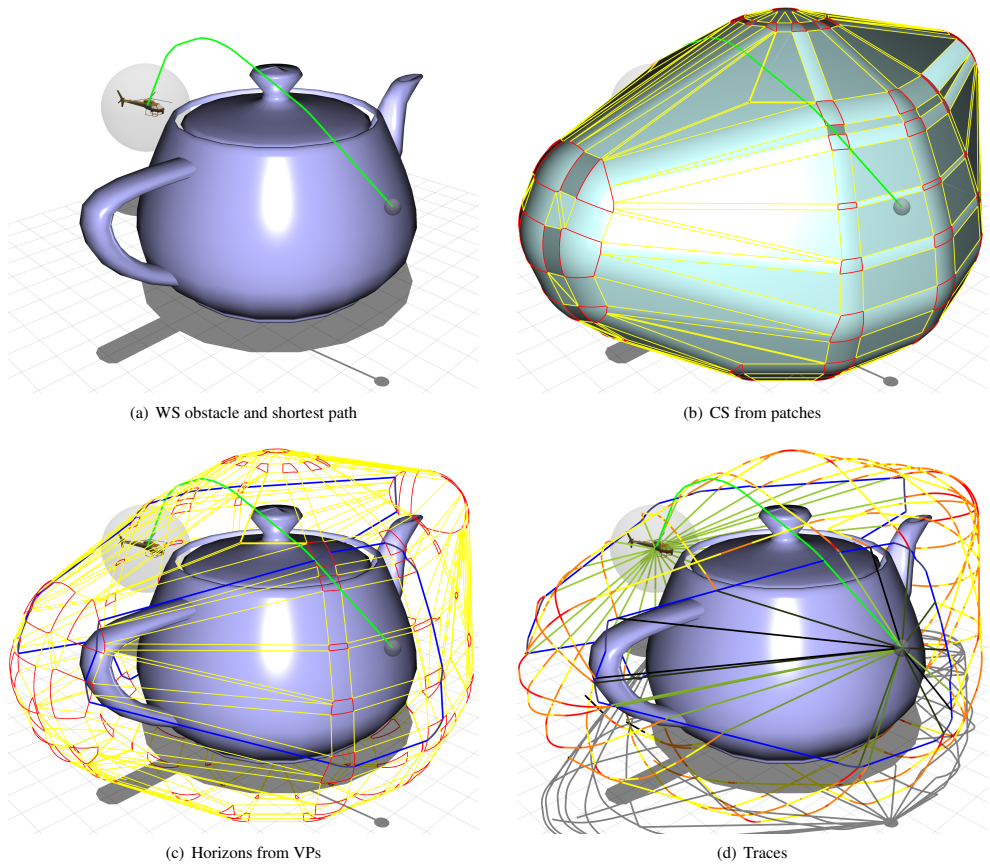 (a) WS obstacle and shortest path
(b) CS from patches
(c) Horizons from VPs
(d) Traces